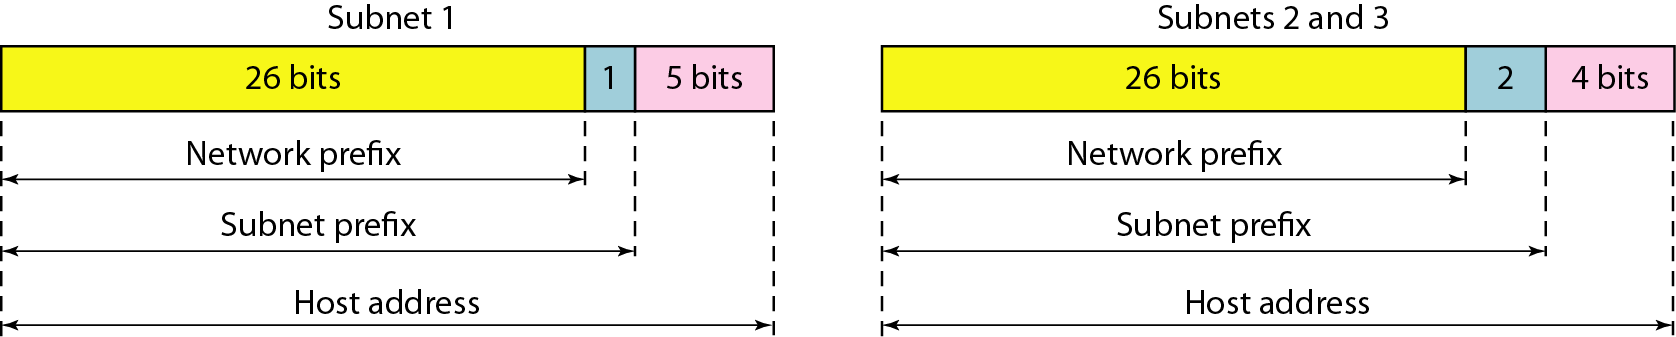 Subnet 1
26 bits 1 5 bits
Network prefix
Subnet prefix
Host address
Subnets 2 and 3
26 bits 2 4 bits
Network prefix
Subnet prefix
Host address